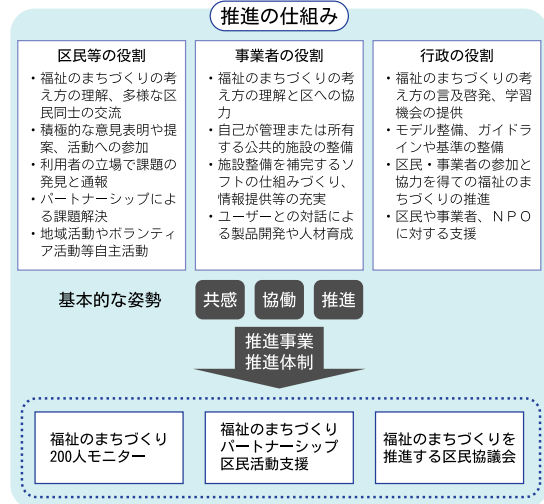 推進の仕組み
区民等の役割
・福祉のまちづくりの考
え方の理解、多様な区
民同士の交流
・積極的な意見表明や提
案、活動への参加
・利用者の立場で課題の
発見と通報
・パートナーシップによ
る課題解決
・地域活動やボランティ
ア活動等自主活動
事業者の役割
・福祉のまちづくりの考
え方の理解と区への協
力
・自己が管理または所有
する公共的施設の整備
・施設整備を補完するソ
フトの仕組みづくり、
情報提供等の充実
・ユーザーとの対話によ
る製品開発や人材育成
行政の役割
・福祉のまちづくりの考
え方の言及啓発、学習
機会の提供
・モデル整備、ガイドラ
インや基準の整備
・区民・事業者の参加と
協力を得ての福祉のま
ちづくりの推進
・区民や事業者、ＮＰＯ
に対する支援
基本的な姿勢
共感
協働
推進
推進事業
推進体制
福祉のまちづくり
200人モニター
福祉のまちづくり
パートナーシップ
区民活動支援
福祉のまちづくりを
推進する区民協議会